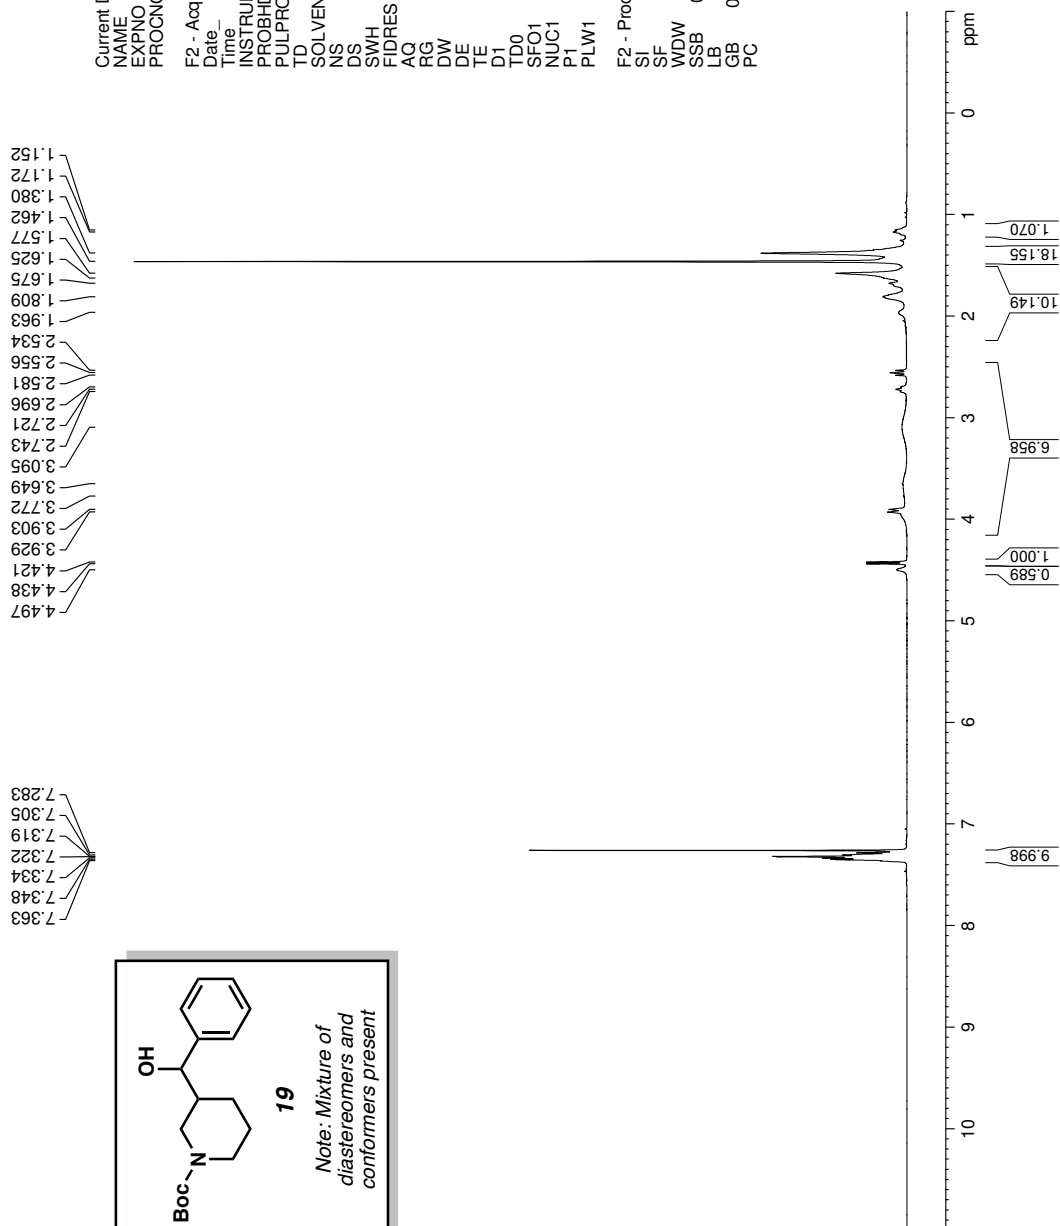 Current D
NAME
EXPNO
PROCNO
F2 - Acq
Date_
Time
INSTRUM
PROBHD
PULPRO
TD
SOLVEN
NS
DS
SWH
FIDRES
AQ
RG
DW
DE
TE
D1
TD0
SFO1
NUC1
P1
PLW1
F2 - Proc
SI
SF
WDW
SSB 0
LB
GB 0
PC
7.363
7.348
7.334
7.322
7.319
7.305
7.283
4.497
4.438
4.421
3.929
3.903
3.772
3.649
3.095
2.743
2.721
2.696
2.581
2.556
2.534
1.963
1.809
1.675
1.625
1.577
1.462
1.380
1.172
1.152
OH
N
Boc
19
Note: Mixture of
diastereomers and
conformers present
10 9 8 7 6 5 4 3 2 1 0 ppm
9.998
0.589
1.000
6.958
10.149
18.155
1.070